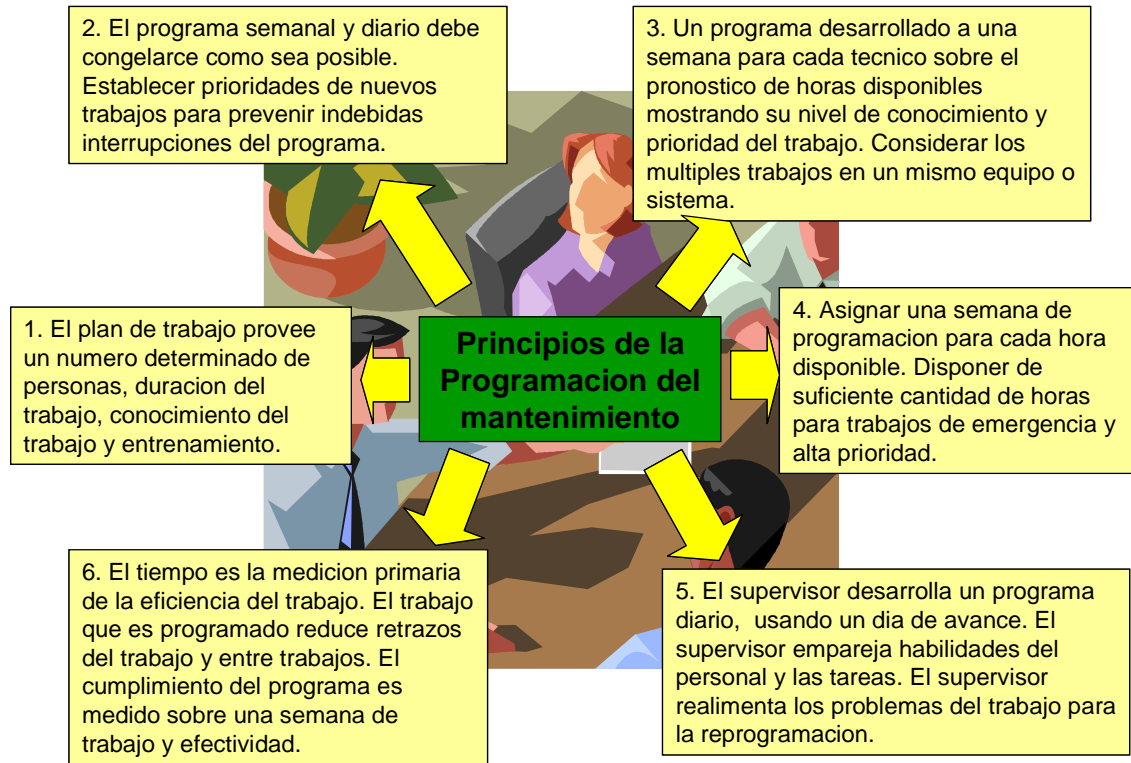 2. El programa semanal y diario debe
congelarce como sea posible.
Establecer prioridades de nuevos
trabajos para prevenir indebidas
interrupciones del programa.
3. Un programa desarrollado a una
semana para cada tecnico sobre el
pronostico de horas disponibles
mostrando su nivel de conocimiento y
prioridad del trabajo. Considerar los
multiples trabajos en un mismo equipo o
sistema.
1. El plan de trabajo provee
un numero determinado de
personas, duracion del
trabajo, conocimiento del
trabajo y entrenamiento.
Principios de la
Programacion del
mantenimiento
4. Asignar una semana de
programacion para cada hora
disponible. Disponer de
suficiente cantidad de horas
para trabajos de emergencia y
alta prioridad.
6. El tiempo es la medicion primaria
de la eficiencia del trabajo. El trabajo
que es programado reduce retrazos
del trabajo y entre trabajos. El
cumplimiento del programa es
medido sobre una semana de
trabajo y efectividad.
5. El supervisor desarrolla un programa
diario, usando un dia de avance. El
supervisor empareja habilidades del
personal y las tareas. El supervisor
realimenta los problemas del trabajo para
la reprogramacion.